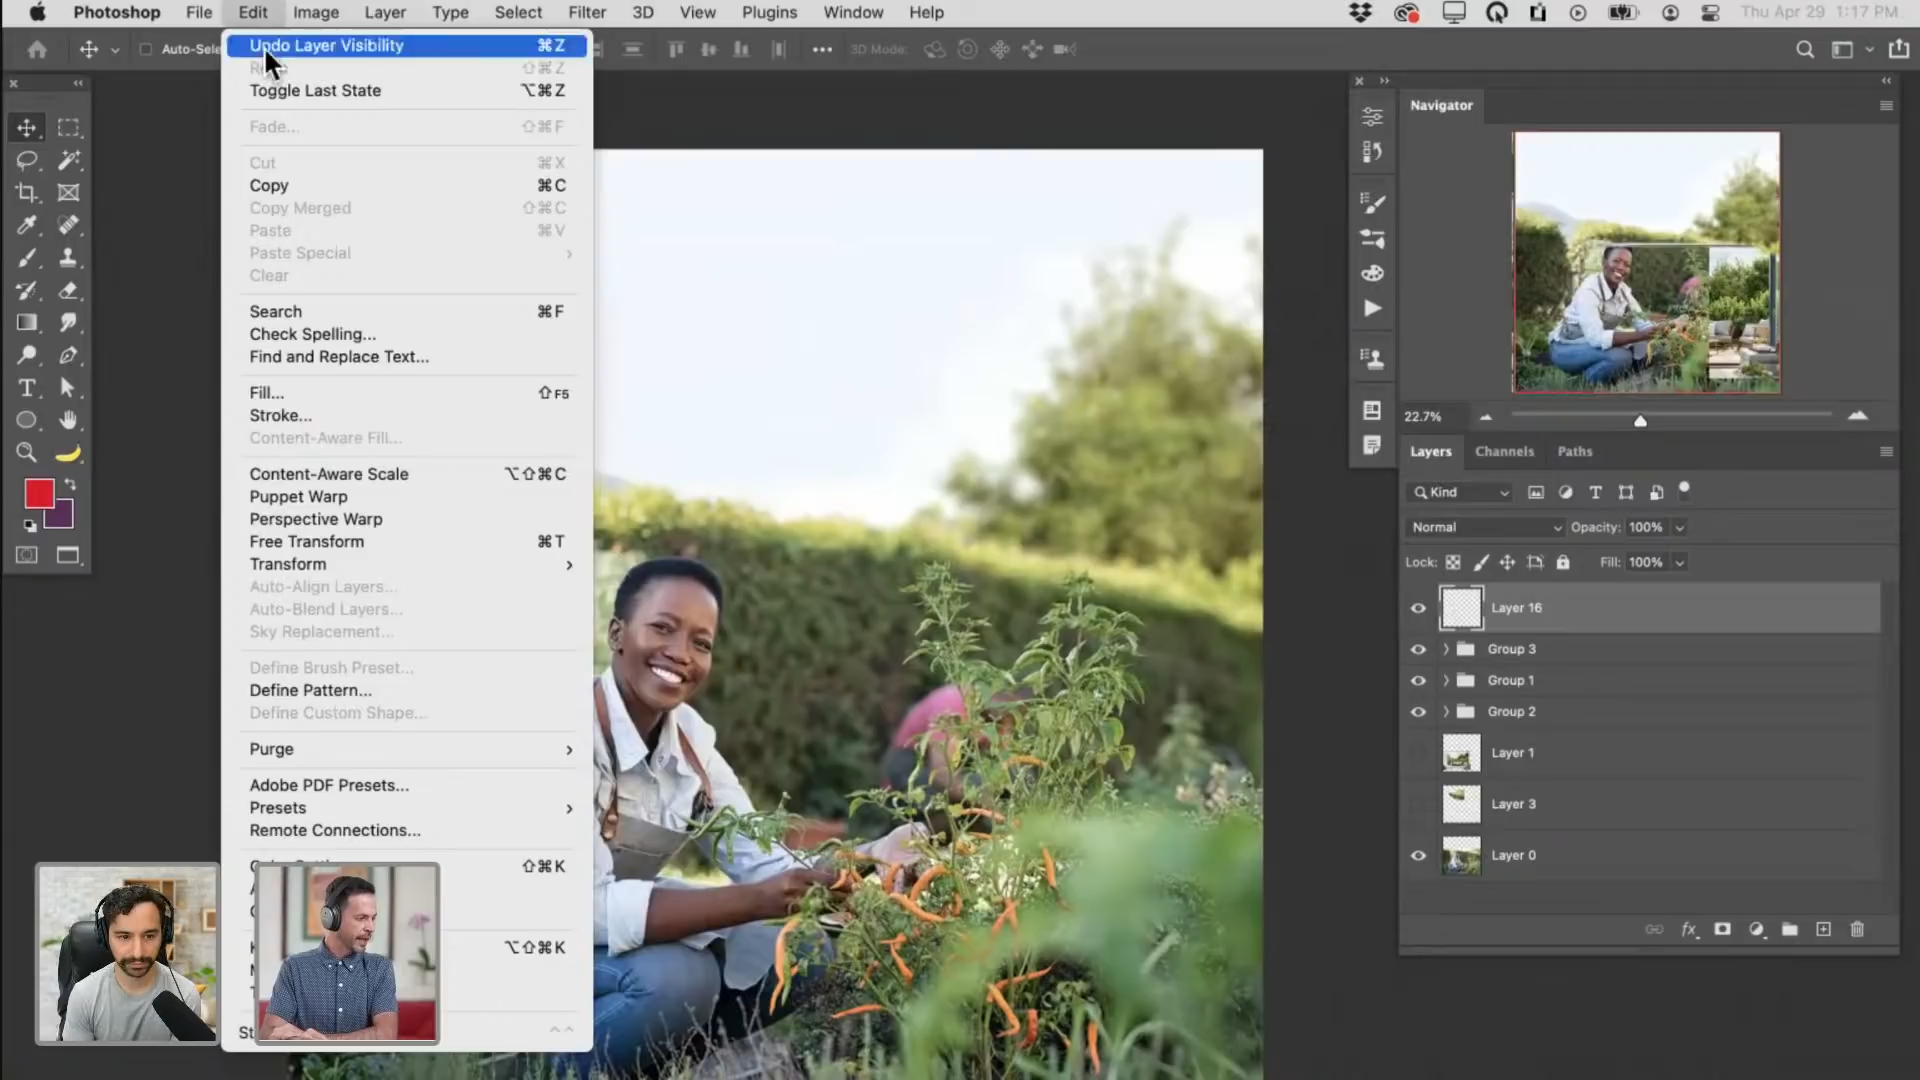 Photoshop File Edit Image Layer Type Select Filter 3D View Plugins Window Help Thu Apr 29 1:17 PM
Auto-Sele 3D Mode:
Undo Layer Visibility ⌘Z
⇧⌘Z
Toggle Last State ⌥⌘Z
Fade... ⇧⌘F
Cut ⌘X
Copy ⌘C
Copy Merged ⇧⌘C
Paste ⌘V
Paste Special
Clear
Search ⌘F
Check Spelling...
Find and Replace Text...
Fill... ⇧F5
Stroke...
Content-Aware Fill...
Content-Aware Scale ⌥⇧⌘C
Puppet Warp
Perspective Warp
Free Transform ⌘T
Transform
Auto-Align Layers...
Auto-Blend Layers...
Sky Replacement...
Define Brush Preset...
Define Pattern...
Define Custom Shape...
Purge
Adobe PDF Presets...
Presets
Remote Connections...
⇧⌘K
⌥⇧⌘K
Navigator
22.7%
Layers Channels Paths
Kind
Normal Opacity: 100%
Lock: Fill: 100%
Layer 16
Group 3
Group 1
Group 2
Layer 1
Layer 3
Layer 0